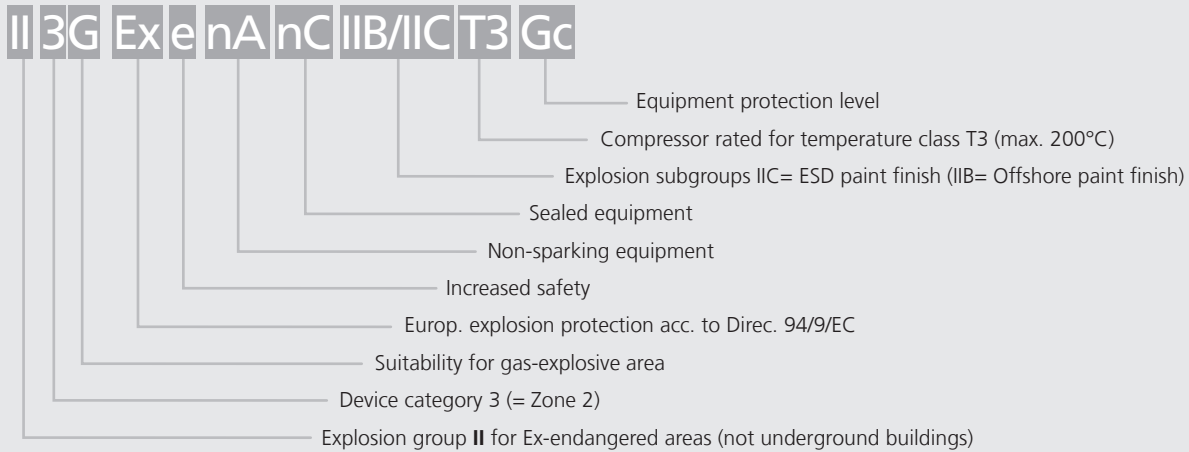 II 3G Ex e nA nC IIB/IIC T3 Gc
Equipment protection level
Compressor rated for temperature class T3 (max. 200°C)
Explosion subgroups IIC= ESD paint finish (IIB= Offshore paint finish)
Sealed equipment
Non-sparking equipment
Increased safety
Europ. explosion protection acc. to Direc. 94/9/EC
Suitability for gas-explosive area
Device category 3 (= Zone 2)
Explosion group II for Ex-endangered areas (not underground buildings)